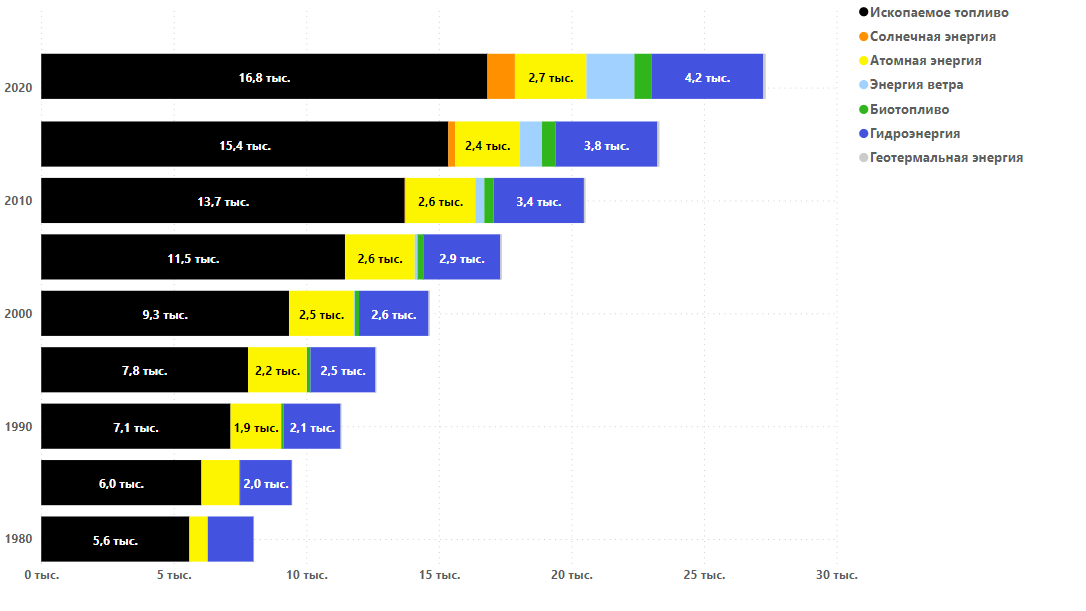 Ископаемое топливо
Солнечная энергия
Атомная энергия
Энергия ветра
Биотопливо
Гидроэнергия
Геотермальная энергия
2020
16,8 тыс.
2,7 тыс.
4,2 тыс.
15,4 тыс.
2,4 тыс.
3,8 тыс.
2010
13,7 тыс.
2,6 тыс.
3,4 тыс.
11,5 тыс.
2,6 тыс.
2,9 тыс.
2000
9,3 тыс.
2,5 тыс.
2,6 тыс.
7,8 тыс.
2,2 тыс.
2,5 тыс.
1990
7,1 тыс.
1,9 тыс.
2,1 тыс.
6,0 тыс.
2,0 тыс.
1980
5,6 тыс.
0 тыс.
5 тыс.
10 тыс.
15 тыс.
20 тыс.
25 тыс.
30 тыс.